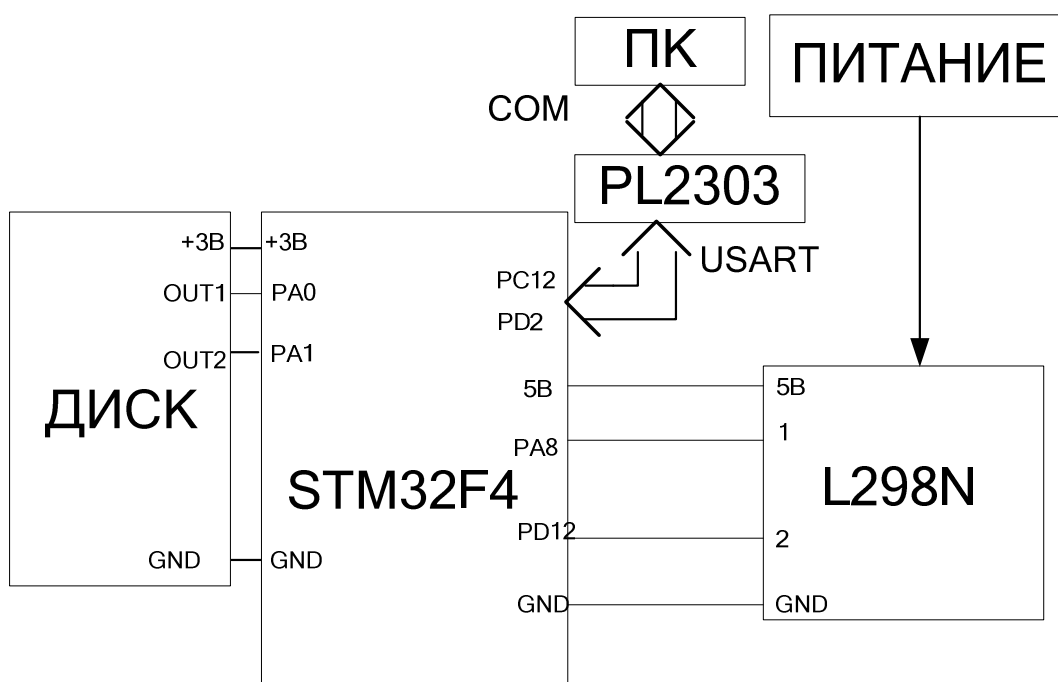 ПК
ПИТАНИЕ
COM
PL2303
USART
+3В
OUT1
OUT2
ДИСК
GND
+3В
PA0
PA1
STM32F4
GND
PC12
PD2
5В
PA8
PD12
GND
5В
1
L298N
2
GND